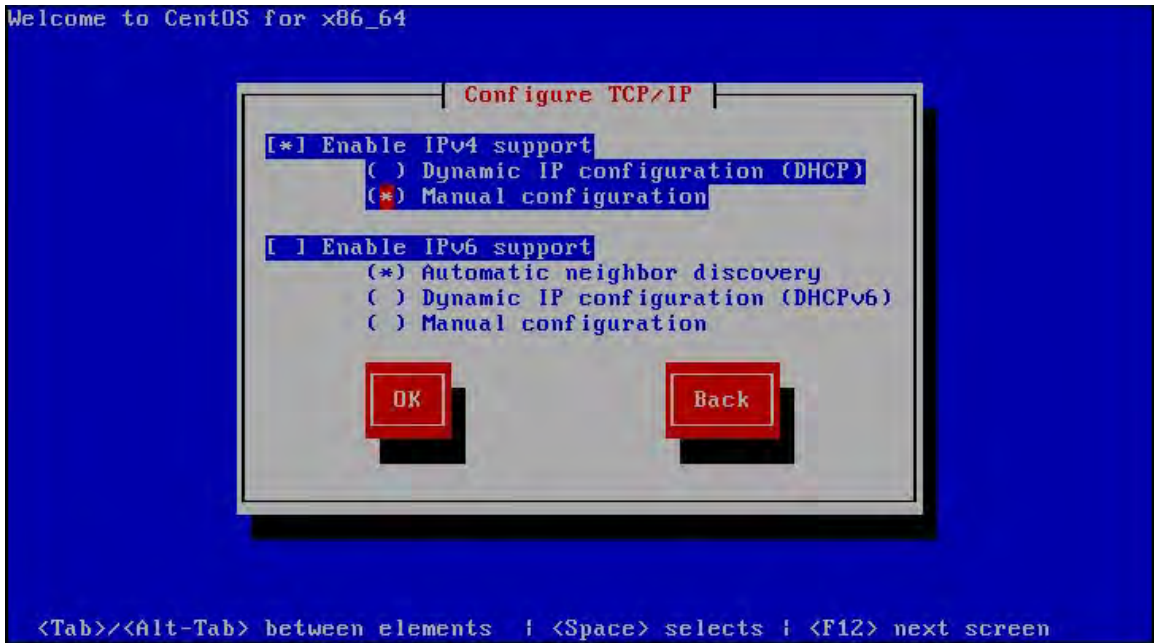 Welcome to CentOS for x86_64
Configure TCP/IP
[*] Enable IPv4 support
( ) Dynamic IP configuration (DHCP)
(*) Manual configuration
[ ] Enable IPv6 support
(*) Automatic neighbor discovery
( ) Dynamic IP configuration (DHCPv6)
( ) Manual configuration
OK Back
<Tab>/<Alt-Tab> between elements | <Space> selects | <F12> next screen